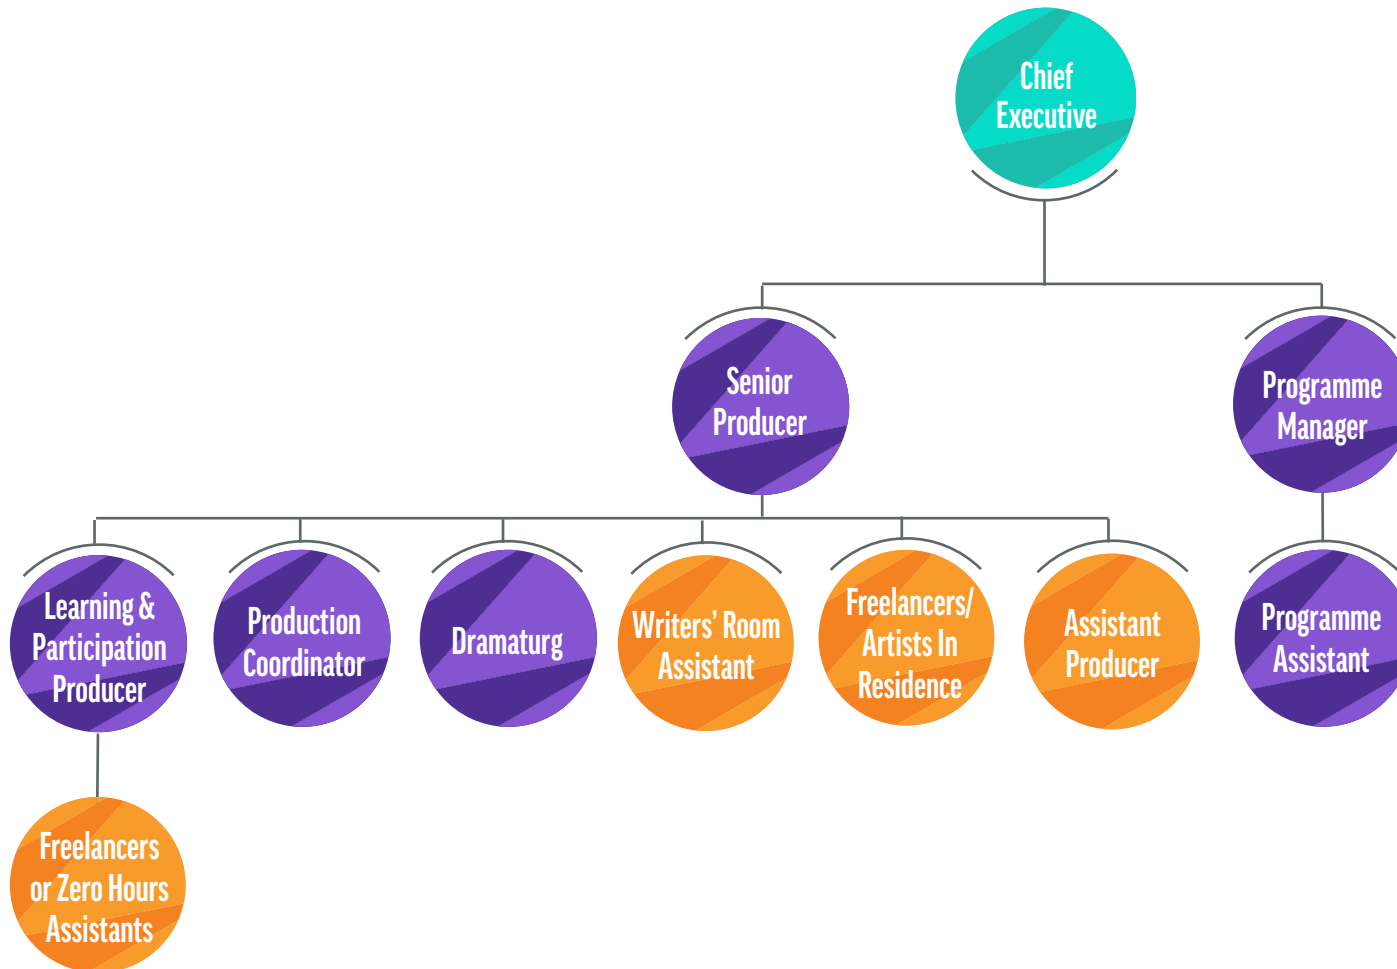 Chief
Executive
Senior
Producer
Programme
Manager
Learning &
Participation
Producer
Production
Coordinator
Dramaturg
Writers’ Room
Assistant
Freelancers/
Artists In
Residence
Assistant
Producer
Programme
Assistant
Freelancers
or Zero Hours
Assistants